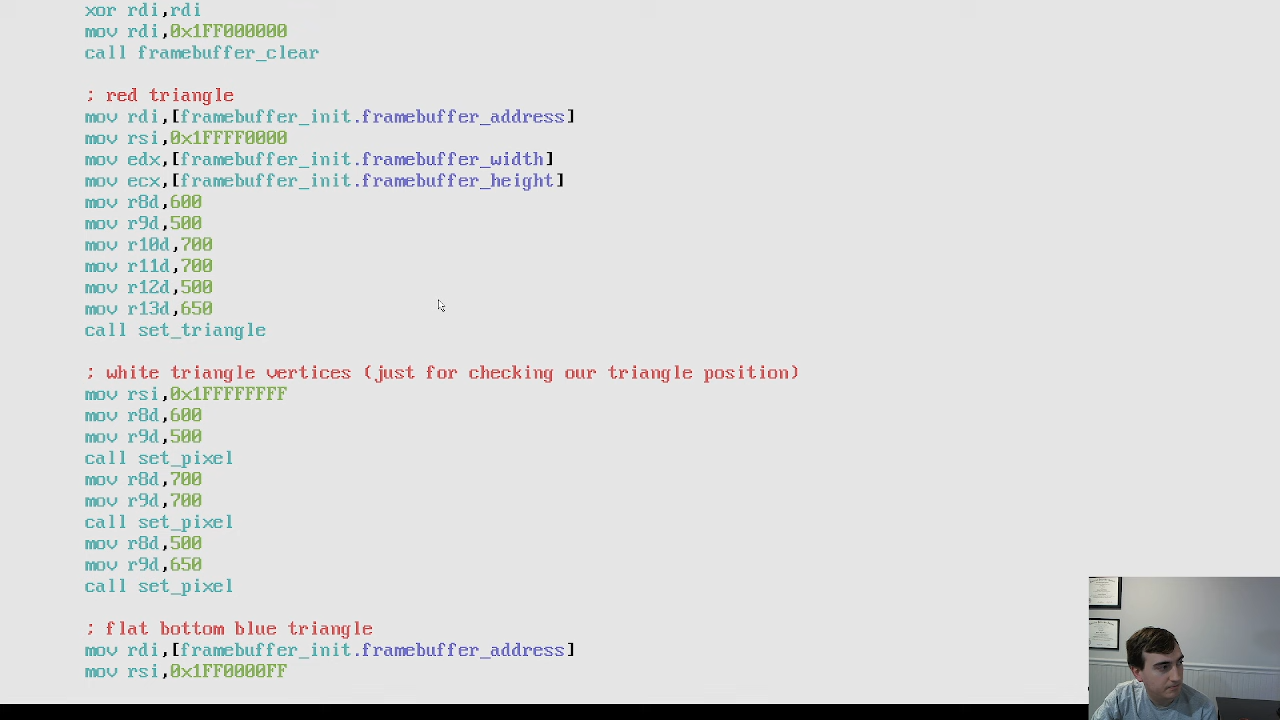 xor rdi,rdi
mov rdi,0x1FF000000
call framebuffer_clear
; red triangle
mov rdi,[framebuffer_init.framebuffer_address]
mov rsi,0x1FFFF0000
mov edx,[framebuffer_init.framebuffer_width]
mov ecx,[framebuffer_init.framebuffer_height]
mov r8d,600
mov r9d,500
mov r10d,700
mov r11d,700
mov r12d,500
mov r13d,650
call set_triangle
; white triangle vertices (just for checking our triangle position)
mov rsi,0x1FFFFFFFF
mov r8d,600
mov r9d,500
call set_pixel
mov r8d,700
mov r9d,700
call set_pixel
mov r8d,500
mov r9d,650
call set_pixel
; flat bottom blue triangle
mov rdi,[framebuffer_init.framebuffer_address]
mov rsi,0x1FF0000FF